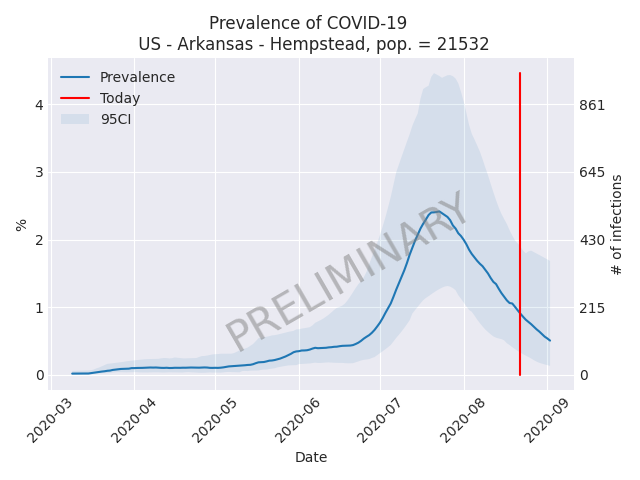 Prevalence of COVID-19
US - Arkansas - Hempstead, pop. = 21532
Prevalence
Today
95CI
4
3
2
1
0
%
861
645
430
215
0
# of infections
PRELIMINARY
2020-03
2020-04
2020-05
2020-06
2020-07
2020-08
2020-09
Date